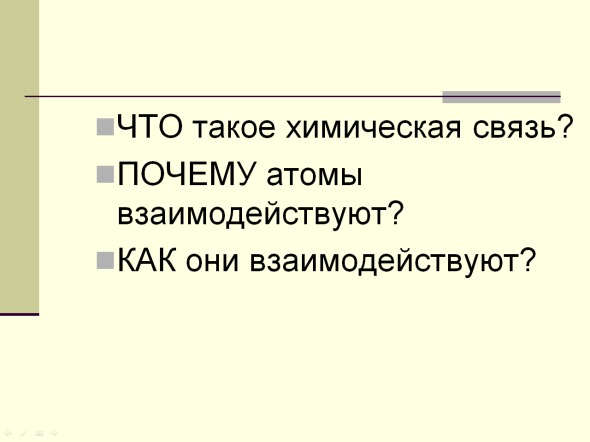 ЧТО такое химическая связь?
ПОЧЕМУ атомы
взаимодействуют?
КАК они взаимодействуют?